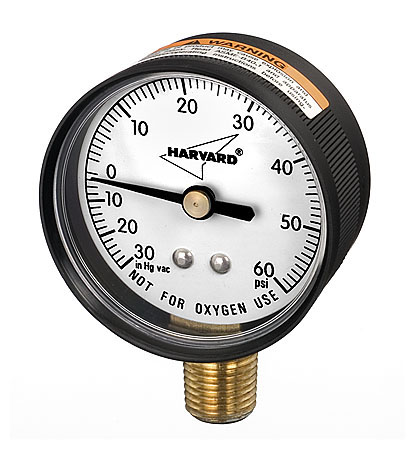 WARNING
20
30
10
HARVARD®
40
0
10
50
20
30
60
in Hg vac
psi
NOT FOR OXYGEN USE